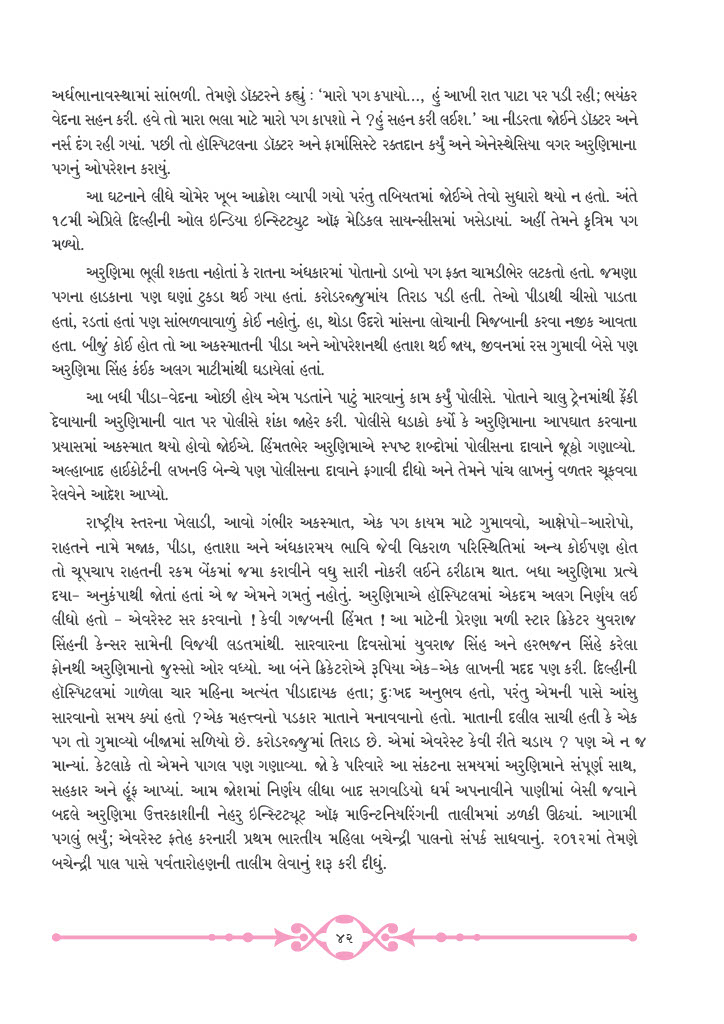 અર્ધભાનાવસ્થામાં સાંભળી. તેમણે ડૉક્ટરને કહ્યું : ‘મારો પગ કપાયો..., હું આખી રાત પાટા પર પડી રહી; ભયંકર
વેદના સહન કરી. હવે તો મારા ભલા માટે મારો પગ કાપશો ને ?હું સહન કરી લઈશ.’ આ નીડરતા જોઈને ડૉક્ટર અને
નર્સ દંગ રહી ગયાં. પછી તો હૉસ્પિટલના ડૉક્ટર અને ફાર્માસિસ્ટે રક્તદાન કર્યું અને એનેસ્થેસિયા વગર અરુણિમાના
પગનું ઓપરેશન કરાયું.
આ ઘટનાને લીધે ચોમેર ખૂબ આક્રોશ વ્યાપી ગયો પરંતુ તબિયતમાં જોઈએ તેવો સુધારો થયો ન હતો. અંતે
૧૮મી એપ્રિલે દિલ્હીની ઓલ ઇન્ડિયા ઇન્સ્ટિટ્યુટ ઑફ મેડિકલ સાયન્સીસમાં ખસેડાયાં. અહીં તેમને કૃત્રિમ પગ
મળ્યો.
અરુણિમા ભૂલી શકતા નહોતાં કે રાતના અંધકારમાં પોતાનો ડાબો પગ ફક્ત ચામડીભેર લટકતો હતો. જમણા
પગના હાડકાના પણ ઘણાં ટુકડા થઈ ગયા હતાં. કરોડરજ્જુમાંય તિરાડ પડી હતી. તેઓ પીડાથી ચીસો પાડતા
હતાં, રડતાં હતાં પણ સાંભળવાવાળું કોઈ નહોતું. હા, થોડા ઉંદરો માંસના લોચાની મિજબાની કરવા નજીક આવતા
હતા. બીજું કોઈ હોત તો આ અકસ્માતની પીડા અને ઓપરેશનથી હતાશ થઈ જાય, જીવનમાં રસ ગુમાવી બેસે પણ
અરુણિમા સિંહ કંઈક અલગ માટીમાંથી ઘડાયેલાં હતાં.
આ બધી પીડા-વેદના ઓછી હોય એમ પડતાંને પાટું મારવાનું કામ કર્યું પોલીસે. પોતાને ચાલુ ટ્રેનમાંથી ફેંકી
દેવાયાની અરુણિમાની વાત પર પોલીસે શંકા જાહેર કરી. પોલીસે ધડાકો કર્યો કે અરુણિમાના આપઘાત કરવાના
પ્રયાસમાં અકસ્માત થયો હોવો જોઈએ. હિંમતભેર અરુણિમાએ સ્પષ્ટ શબ્દોમાં પોલીસના દાવાને જૂઠ્ઠો ગણાવ્યો.
અલ્હાબાદ હાઈકોર્ટની લખનઉ બેન્ચે પણ પોલીસના દાવાને ફગાવી દીધો અને તેમને પાંચ લાખનું વળતર ચૂકવવા
રેલવેને આદેશ આપ્યો.
રાષ્ટ્રીય સ્તરના ખેલાડી, આવો ગંભીર અકસ્માત, એક પગ કાયમ માટે ગુમાવવો, આક્ષેપો-આરોપો,
રાહતને નામે મજાક, પીડા, હતાશા અને અંધકારમય ભાવિ જેવી વિકરાળ પરિસ્થિતિમાં અન્ય કોઈપણ હોત
તો ચૂપચાપ રાહતની રકમ બેંકમાં જમા કરાવીને વધુ સારી નોકરી લઈને ઠરીઠામ થાત. બધા અરુણિમા પ્રત્યે
દયા- અનુકંપાથી જોતાં હતાં એ જ એમને ગમતું નહોતું. અરુણિમાએ હૉસ્પિટલમાં એકદમ અલગ નિર્ણય લઈ
લીધો હતો - એવરેસ્ટ સર કરવાનો ! કેવી ગજબની હિંમત ! આ માટેની પ્રેરણા મળી સ્ટાર ક્રિકેટર યુવરાજ
સિંહની કેન્સર સામેની વિજયી લડતમાંથી. સારવારના દિવસોમાં યુવરાજ સિંહ અને હરભજન સિંહે કરેલા
ફોનથી અરુણિમાનો જુસ્સો ઓર વધ્યો. આ બંને ક્રિકેટરોએ રૂપિયા એક-એક લાખની મદદ પણ કરી. દિલ્હીની
હૉસ્પિટલમાં ગાળેલા ચાર મહિના અત્યંત પીડાદાયક હતા; દુઃખદ અનુભવ હતો, પરંતુ એમની પાસે આંસુ
સારવાનો સમય ક્યાં હતો ?એક મહત્ત્વનો પડકાર માતાને મનાવવાનો હતો. માતાની દલીલ સાચી હતી કે એક
પગ તો ગુમાવ્યો બીજામાં સળિયો છે. કરોડરજ્જુમાં તિરાડ છે. એમાં એવરેસ્ટ કેવી રીતે ચડાય ? પણ એ ન જ
માન્યાં. કેટલાકે તો એમને પાગલ પણ ગણાવ્યા. જો કે પરિવારે આ સંકટના સમયમાં અરુણિમાને સંપૂર્ણ સાથ,
સહકાર અને હૂંફ આપ્યાં. આમ જોશમાં નિર્ણય લીધા બાદ સગવડિયો ધર્મ અપનાવીને પાણીમાં બેસી જવાને
બદલે અરુણિમા ઉત્તરકાશીની નેહરુ ઇન્સ્ટિટ્યૂટ ઑફ માઉન્ટનિયરિંગની તાલીમમાં ઝળકી ઊઠ્યાં. આગામી
પગલું ભર્યું; એવરેસ્ટ ફતેહ કરનારી પ્રથમ ભારતીય મહિલા બચેન્દ્રી પાલનો સંપર્ક સાધવાનું. ૨૦૧૨માં તેમણે
બચેન્દ્રી પાલ પાસે પર્વતારોહણની તાલીમ લેવાનું શરૂ કરી દીધું.
૪૨